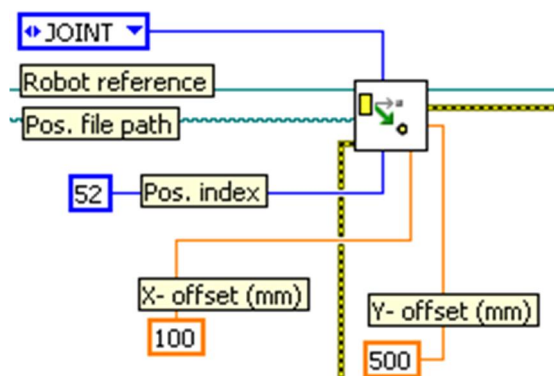 JOINT
Robot reference
Pos. file path
52
Pos. index
X- offset (mm)
100
Y- offset (mm)
500